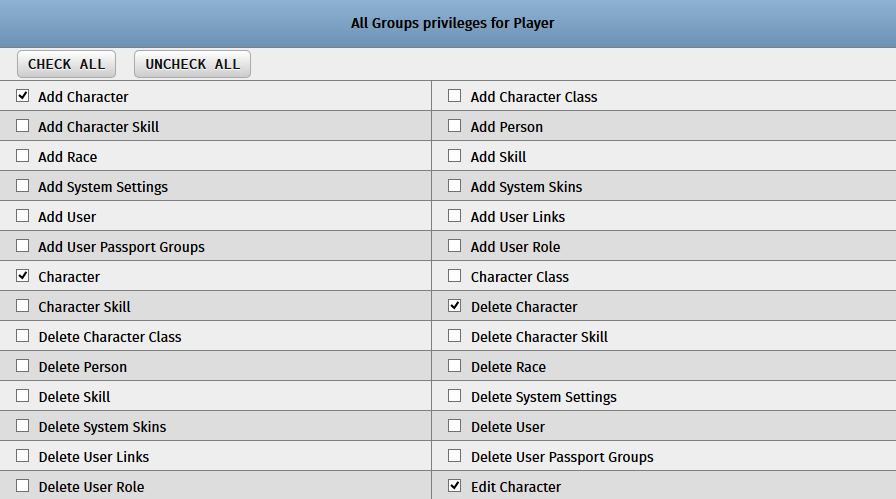 All Groups privileges for Player
CHECK ALL UNCHECK ALL
Add Character Add Character Class
Add Character Skill Add Person
Add Race Add Skill
Add System Settings Add System Skins
Add User Add User Links
Add User Passport Groups Add User Role
Character Character Class
Character Skill Delete Character
Delete Character Class Delete Character Skill
Delete Person Delete Race
Delete Skill Delete System Settings
Delete System Skins Delete User
Delete User Links Delete User Passport Groups
Delete User Role Edit Character